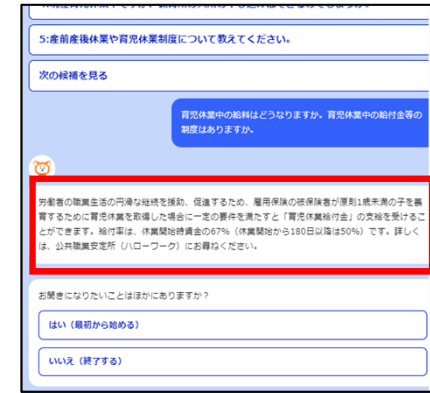 5:産前産後休業や育児休業制度について教えてください。
次の候補を見る
育児休業中の給料はどうなりますか。育児休業中の給付金等の
制度はありますか。
労働者の職業生活の円滑な継続を援助、促進するため、雇用保険の被保険者が原則1歳未満の子を養
育するために育児休業を取得した場合に一定の要件を満たすと「育児休業給付金」の支給を受けるこ
とができます。給付率は、休業開始時賃金の67%（休業開始から180日以降は50%）です。詳しく
は、公共職業安定所（ハローワーク）にお尋ねください。
お聞きになりたいことはほかにありますか？
はい（最初から始める）
いいえ（終了する）